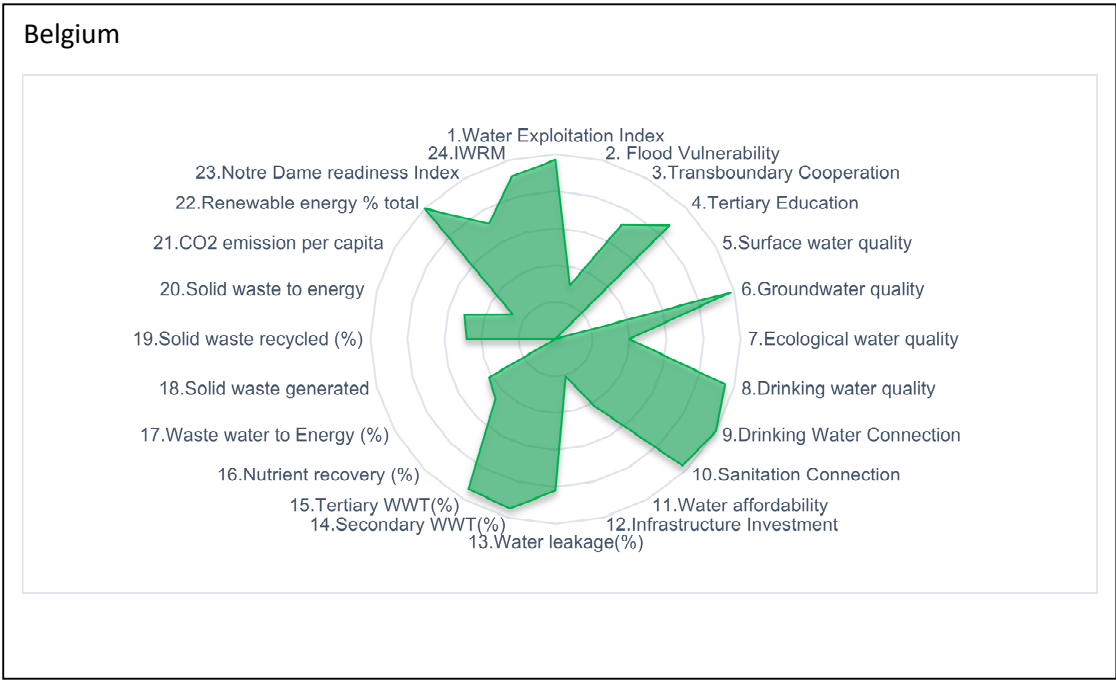 Belgium
1.Water Exploitation Index
2. Flood Vulnerability
3.Transboundary Cooperation
4.Tertiary Education
5.Surface water quality
6.Groundwater quality
7.Ecological water quality
8.Drinking water quality
9.Drinking Water Connection
10.Sanitation Connection
11.Water affordability
12.Infrastructure Investment
13.Water leakage(%)
14.Secondary WWT(%)
15.Tertiary WWT(%)
16.Nutrient recovery (%)
17.Waste water to Energy (%)
18.Solid waste generated
19.Solid waste recycled (%)
20.Solid waste to energy
21.CO2 emission per capita
22.Renewable energy % total
23.Notre Dame readiness Index
24.IWRM